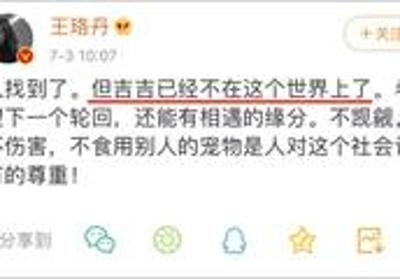 王珞丹
+关注
7-3 10:07
找到了。但吉吉已经不在这个世界上了。
下一个轮回，还能有相遇的缘分。不觊觎，
伤害，不食用别人的宠物是人对这个社会
的尊重！
分享到